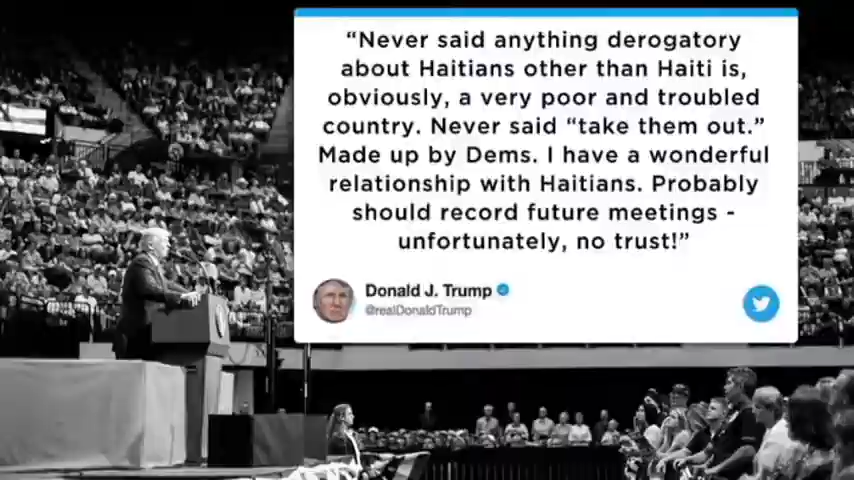 “Never said anything derogatory
about Haitians other than Haiti is,
obviously, a very poor and troubled
country. Never said “take them out.”
Made up by Dems. I have a wonderful
relationship with Haitians. Probably
should record future meetings -
unfortunately, no trust!”
Donald J. Trump
@realDonaldTrump